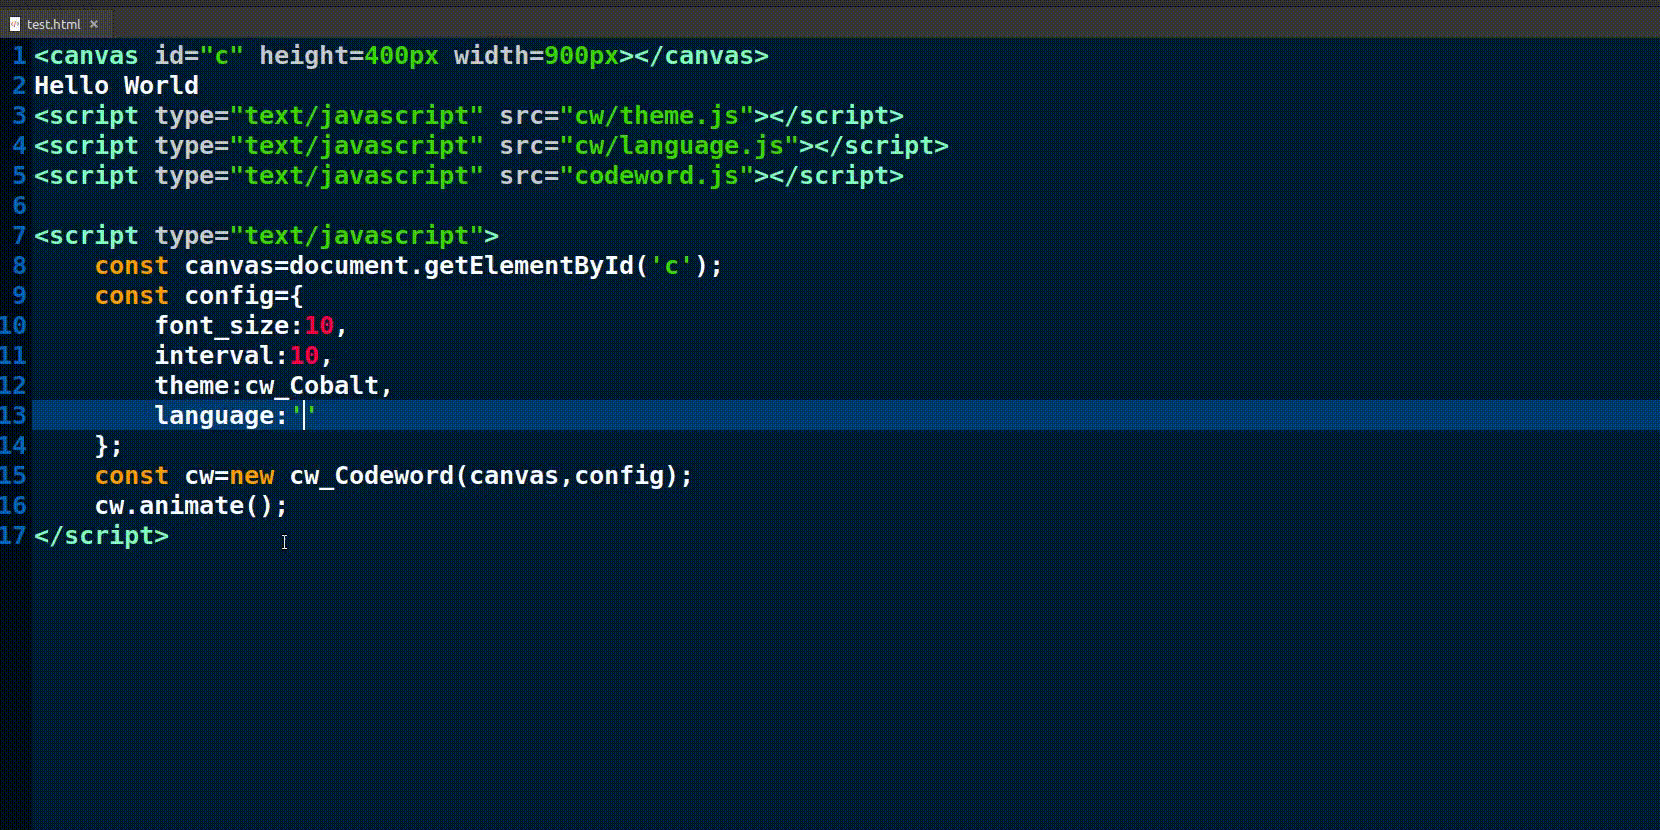 test.html ×
1 <canvas id="c" height=400px width=900px></canvas>
2 Hello World
3 <script type="text/javascript" src="cw/theme.js"></script>
4 <script type="text/javascript" src="cw/language.js"></script>
5 <script type="text/javascript" src="codeword.js"></script>
6
7 <script type="text/javascript">
8     const canvas=document.getElementById('c');
9     const config={
10         font_size:10,
11         interval:10,
12         theme:cw_Cobalt,
13         language:''
14     };
15     const cw=new cw_Codeword(canvas,config);
16     cw.animate();
17 </script>